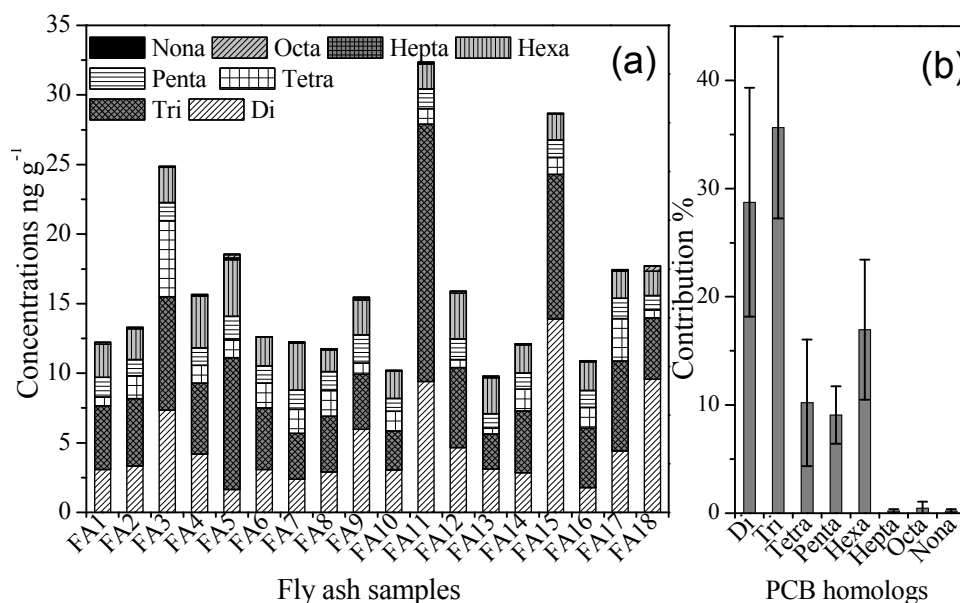 (a)
Nona Octa Hepta Hexa
Penta Tetra
Tri Di
Concentrations ng g⁻¹
35
30
25
20
15
10
5
0
FA1 FA2 FA3 FA4 FA5 FA6 FA7 FA8 FA9 FA10 FA11 FA12 FA13 FA14 FA15 FA16 FA17 FA18
Fly ash samples
(b)
Contribution %
40
30
20
10
0
Di Tri Tetra Penta Hexa Hepta Octa Nona
PCB homologs